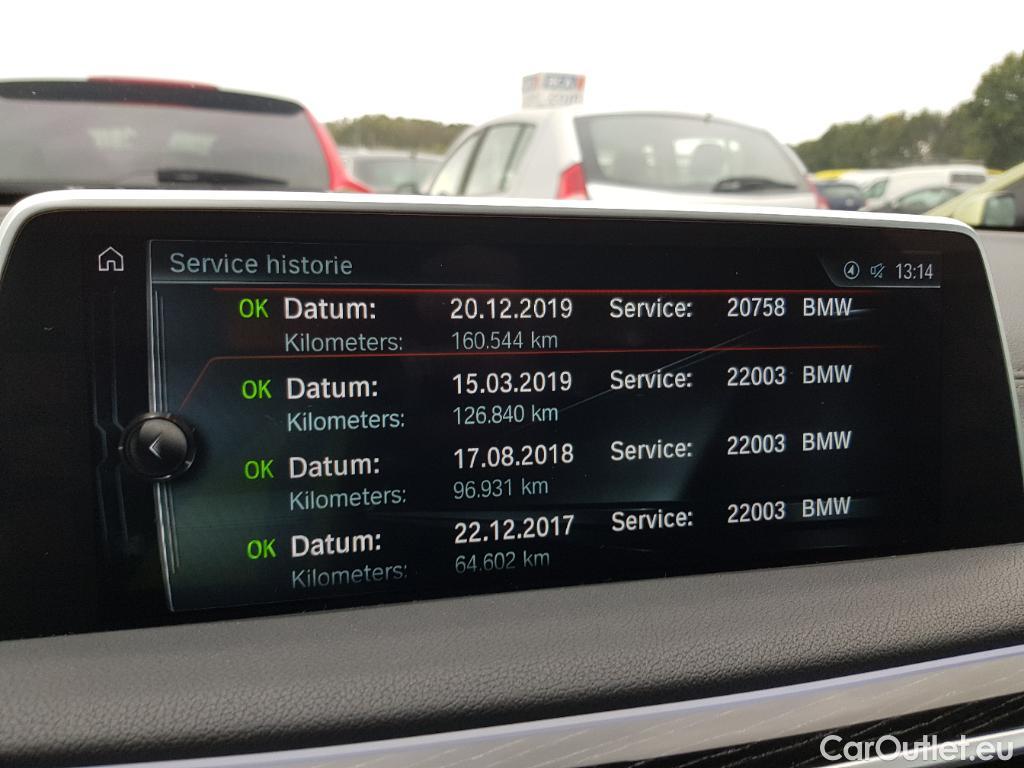 Service historie
13:14
OK Datum: 20.12.2019 Service: 20758 BMW
Kilometers: 160.544 km
OK Datum: 15.03.2019 Service: 22003 BMW
Kilometers: 126.840 km
OK Datum: 17.08.2018 Service: 22003 BMW
Kilometers: 96.931 km
OK Datum: 22.12.2017 Service: 22003 BMW
Kilometers: 64.602 km
CarOutlet.eu